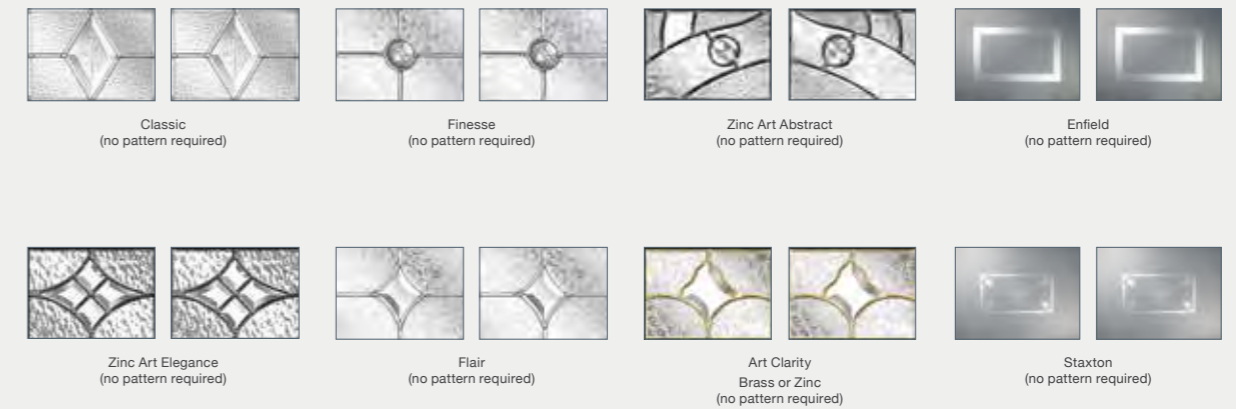 Classic
(no pattern required)
Finesse
(no pattern required)
Zinc Art Abstract
(no pattern required)
Enfield
(no pattern required)
Zinc Art Elegance
(no pattern required)
Flair
(no pattern required)
Art Clarity
Brass or Zinc
(no pattern required)
Staxton
(no pattern required)